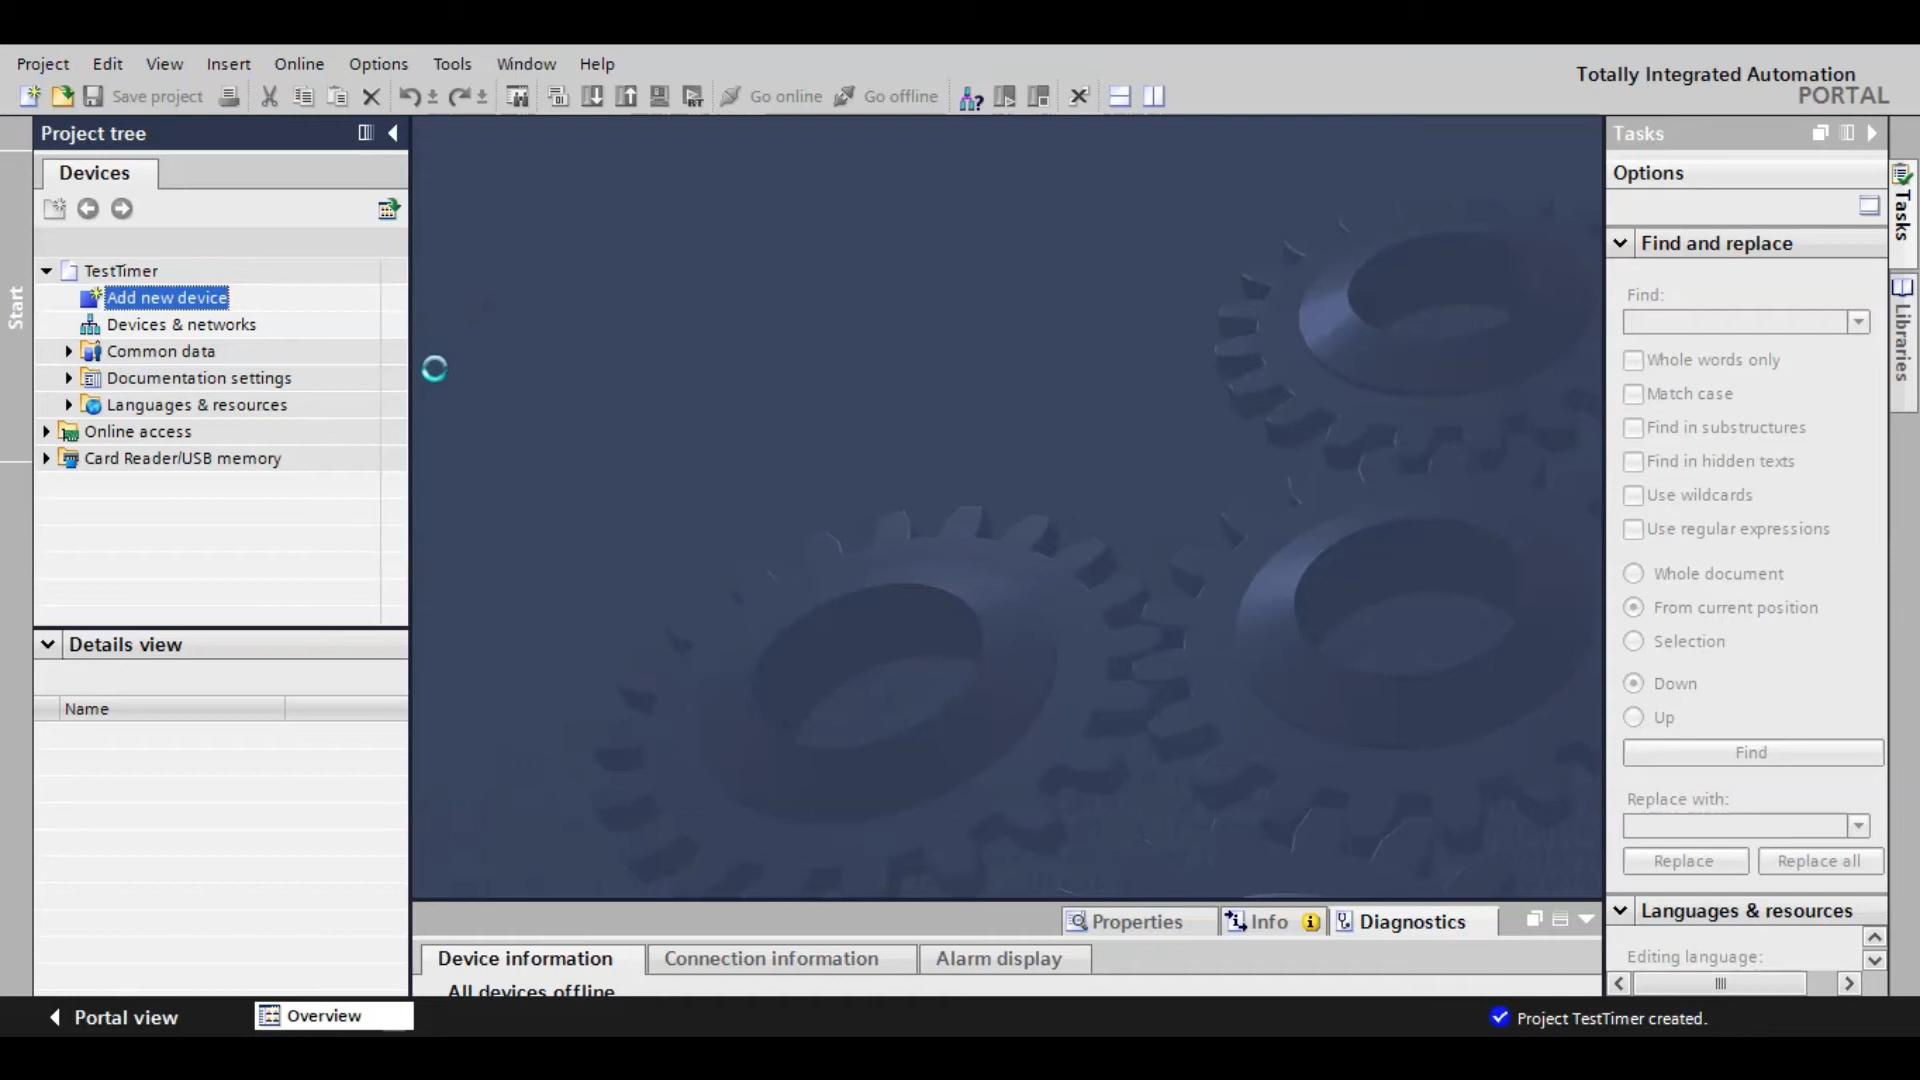 Project Edit View Insert Online Options Tools Window Help
Totally Integrated Automation
PORTAL
Save project Go online Go offline
Project tree
Devices
TestTimer
Add new device
Devices & networks
Common data
Documentation settings
Languages & resources
Online access
Card Reader/USB memory
Details view
Name
Start
Properties Info Diagnostics
Device information Connection information Alarm display
All devices offline
Tasks
Options
Find and replace
Find:
Whole words only
Match case
Find in substructures
Find in hidden texts
Use wildcards
Use regular expressions
Whole document
From current position
Selection
Down
Up
Find
Replace with:
Replace Replace all
Languages & resources
Editing language:
Tasks
Libraries
Portal view Overview
Project TestTimer created.